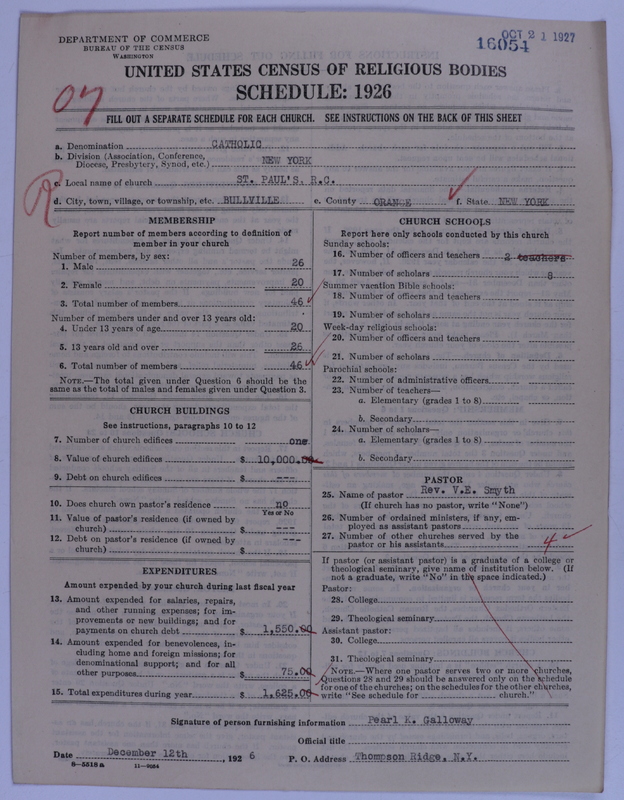 DEPARTMENT OF COMMERCE
BUREAU OF THE CENSUS
WASHINGTON
OCT 21 1927
16054
UNITED STATES CENSUS OF RELIGIOUS BODIES
SCHEDULE: 1926
07
FILL OUT A SEPARATE SCHEDULE FOR EACH CHURCH. SEE INSTRUCTIONS ON THE BACK OF THIS SHEET
a. Denomination CATHOLIC
b. Division (Association, Conference,
Diocese, Presbytery, Synod, etc.) NEW YORK
R
c. Local name of church ST. PAUL'S, R.C.
d. City, town, village, or township, etc. BULLVILLE e. County ORANGE f. State NEW YORK
MEMBERSHIP
Report number of members according to definition of
member in your church
Number of members, by sex:
1. Male 26
2. Female 20
3. Total number of members 46
Number of members under and over 13 years old:
4. Under 13 years of age 20
5. 13 years old and over 26
6. Total number of members 46
NOTE.—The total given under Question 6 should be the
same as the total of males and females given under Question 3.
CHURCH BUILDINGS
See instructions, paragraphs 10 to 12
7. Number of church edifices one
8. Value of church edifices $ 10,000.00
9. Debt on church edifices $ ---
10. Does church own pastor's residence no
Yes or No
11. Value of pastor's residence (if owned by
church) $ ---
12. Debt on pastor's residence (if owned by
church) $ ---
EXPENDITURES
Amount expended by your church during last fiscal year
13. Amount expended for salaries, repairs,
and other running expenses; for im-
provements or new buildings; and for
payments on church debt $ 1,550.00
14. Amount expended for benevolences, in-
cluding home and foreign missions; for
denominational support; and for all
other purposes $ 75.00
15. Total expenditures during year $ 1,625.00
CHURCH SCHOOLS
Report here only schools conducted by this church
Sunday schools:
16. Number of officers and teachers 2 teachers
17. Number of scholars 8
Summer vacation Bible schools:
18. Number of officers and teachers
19. Number of scholars
Week-day religious schools:
20. Number of officers and teachers
21. Number of scholars
Parochial schools:
22. Number of administrative officers
23. Number of teachers—
a. Elementary (grades 1 to 8)
b. Secondary
24. Number of scholars—
a. Elementary (grades 1 to 8)
b. Secondary
PASTOR
25. Name of pastor Rev. V.E. Smyth
(If church has no pastor, write "None")
26. Number of ordained ministers, if any, em-
ployed as assistant pastors
27. Number of other churches served by the
pastor or his assistants 4
If pastor (or assistant pastor) is a graduate of a college or
theological seminary, give name of institution below. (If
not a graduate, write "No" in the space indicated.)
Pastor:
28. College
29. Theological seminary
Assistant pastor:
30. College
31. Theological seminary
NOTE.—Where one pastor serves two or more churches,
Questions 28 and 29 should be answered only on the schedule
for one of the churches; on the schedules for the other churches,
write "See schedule for church."
Signature of person furnishing information Pearl K. Galloway
Official title
Date December 12th, 1926 P. O. Address Thompson Ridge, N.Y.
8—5518a 11—9024